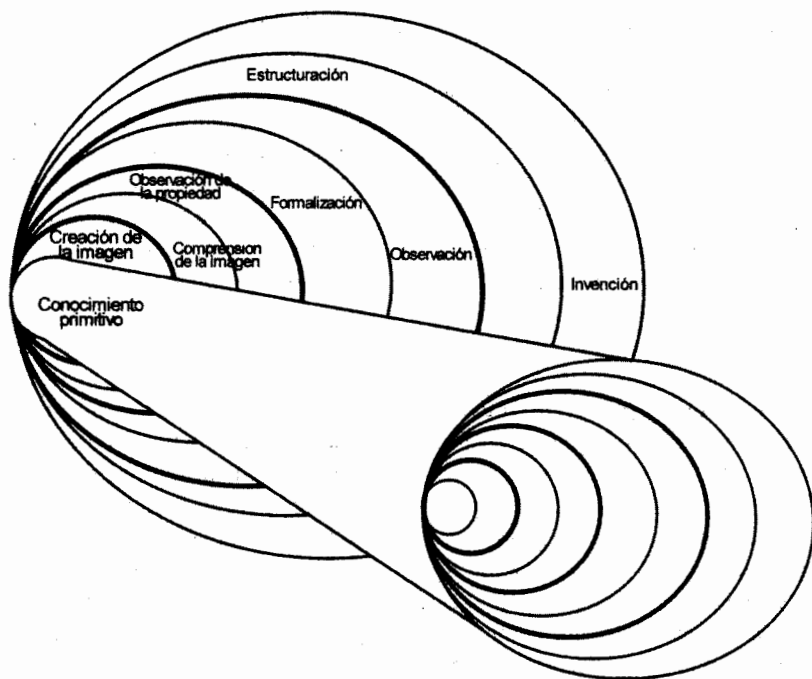 Estructuración
Observación de
la propiedad
Formalización
Creación de
la imagen
Comprensión
de la imagen
Observación
Invención
Conocimiento
primitivo